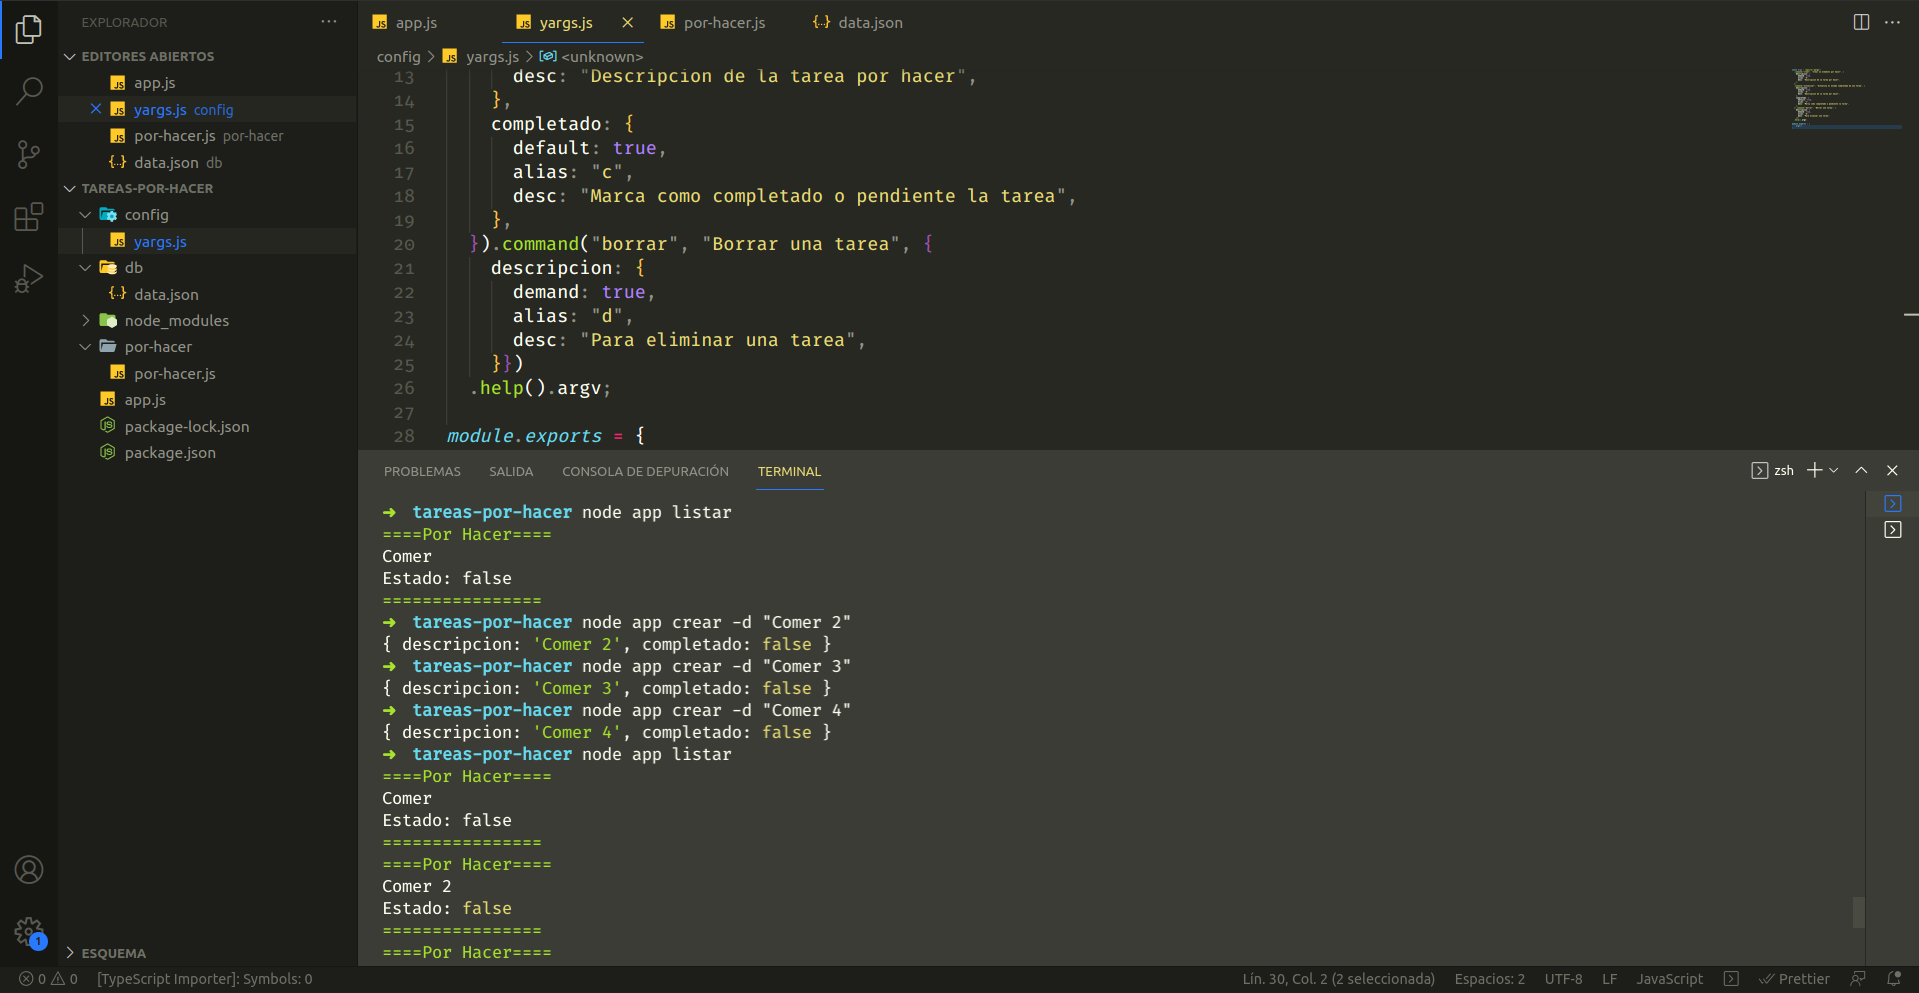 EXPLORADOR
EDITORES ABIERTOS
app.js
yargs.js config
por-hacer.js por-hacer
data.json db
TAREAS-POR-HACER
config
yargs.js
db
data.json
node_modules
por-hacer
por-hacer.js
app.js
package-lock.json
package.json
ESQUEMA
app.js yargs.js por-hacer.js data.json
config > yargs.js > <unknown>
13 desc: "Descripcion de la tarea por hacer",
14 },
15 completado: {
16 default: true,
17 alias: "c",
18 desc: "Marca como completado o pendiente la tarea",
19 },
20 }).command("borrar", "Borrar una tarea", {
21 descripcion: {
22 demand: true,
23 alias: "d",
24 desc: "Para eliminar una tarea",
25 }})
26 .help().argv;
27
28 module.exports = {
PROBLEMAS SALIDA CONSOLA DE DEPURACIÓN TERMINAL
zsh
➜ tareas-por-hacer node app listar
====Por Hacer====
Comer
Estado: false
================
➜ tareas-por-hacer node app crear -d "Comer 2"
{ descripcion: 'Comer 2', completado: false }
➜ tareas-por-hacer node app crear -d "Comer 3"
{ descripcion: 'Comer 3', completado: false }
➜ tareas-por-hacer node app crear -d "Comer 4"
{ descripcion: 'Comer 4', completado: false }
➜ tareas-por-hacer node app listar
====Por Hacer====
Comer
Estado: false
================
====Por Hacer====
Comer 2
Estado: false
================
====Por Hacer====
1
0 0 [TypeScript Importer]: Symbols: 0
Lín. 30, Col. 2 (2 seleccionada) Espacios: 2 UTF-8 LF JavaScript Prettier